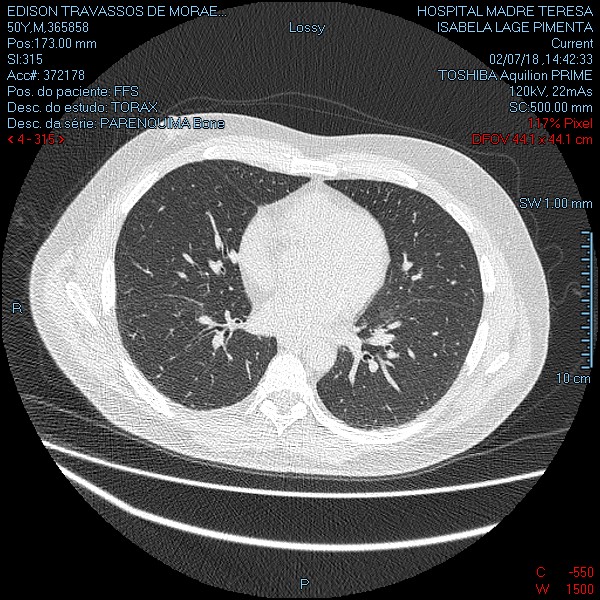 EDISON TRAVASSOS DE MORAE...
50Y,M,365858
Pos:173.00 mm
SI:315
Acc#: 372178
Pos. do paciente: FFS
Desc. do estudo: TORAX
Desc. da série: PARENQUIMA Bone
< 4 - 315 >
Lossy
HOSPITAL MADRE TERESA
ISABELA LAGE PIMENTA
Current
02/07/18 ,14:42:33
TOSHIBA Aquilion PRIME
120kV, 22mAs
SC:500.00 mm
117% Pixel
DFOV 44.1 x 44.1 cm
SW 1.00 mm
R
10 cm
P
C -550
W 1500